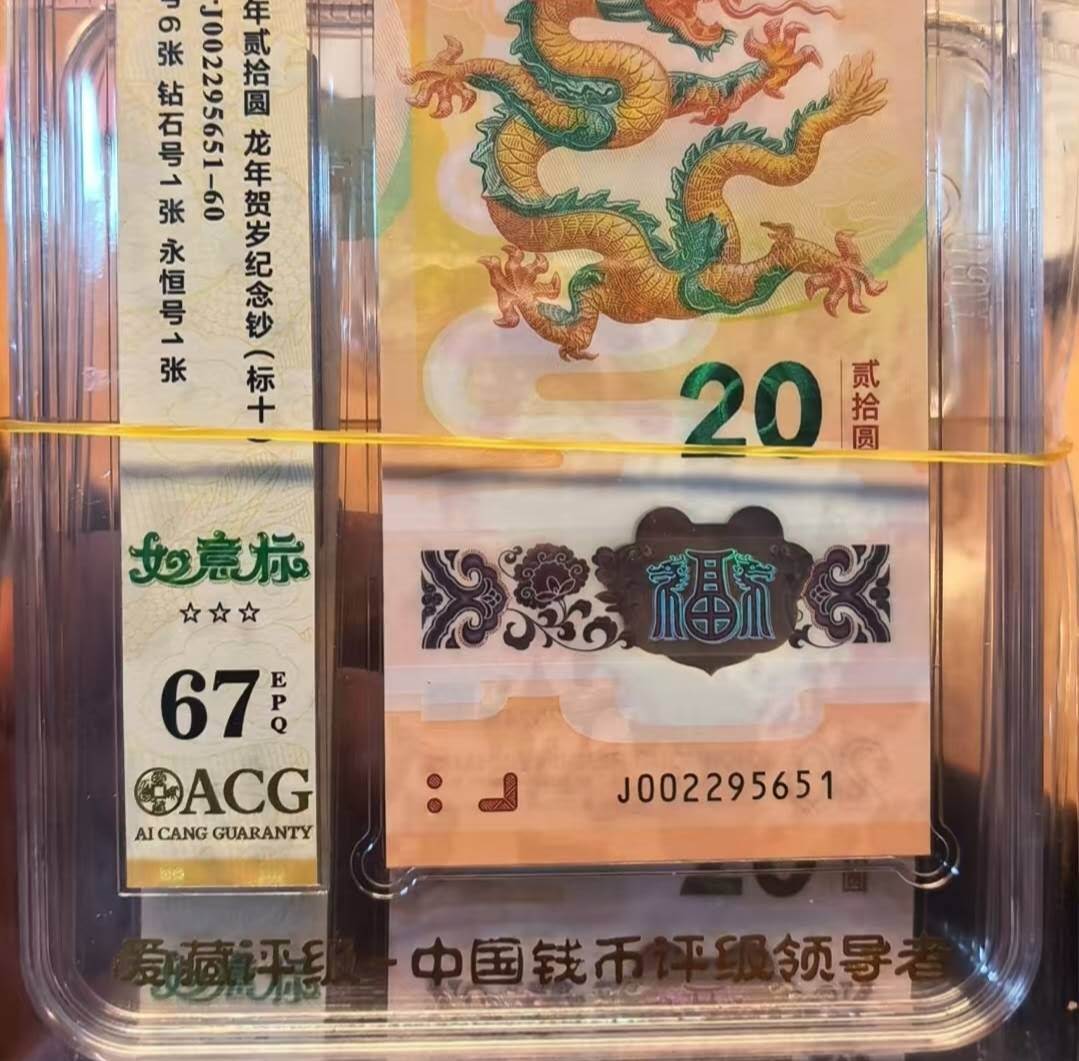 年贰拾圆 龙年贺岁纪念钞(标十
J002295651-60
号6张 钻石号1张 永恒号1张
如意标
☆☆☆
67 EPQ
ACG
AI CANG GUARANTY
20
贰拾圆
福
J002295651
爱藏评级-中国钱币评级领导者